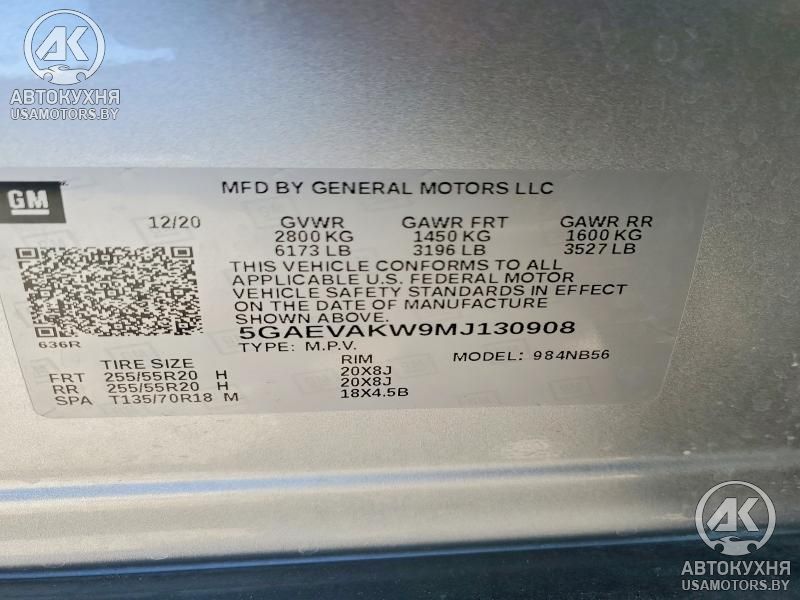 AK
АВТОКУХНЯ
USAMOTORS.BY
GM
MFD BY GENERAL MOTORS LLC
12/20 GVWR GAWR FRT GAWR RR
2800 KG 1450 KG 1600 KG
6173 LB 3196 LB 3527 LB
THIS VEHICLE CONFORMS TO ALL
APPLICABLE U.S. FEDERAL MOTOR
VEHICLE SAFETY STANDARDS IN EFFECT
ON THE DATE OF MANUFACTURE
SHOWN ABOVE.
636R
5GAEVAKW9MJ130908
TYPE: M.P.V. MODEL: 984NB56
TIRE SIZE RIM
FRT 255/55R20 H 20X8J
RR 255/55R20 H 20X8J
SPA T135/70R18 M 18X4.5B
AK
АВТОКУХНЯ
USAMOTORS.BY